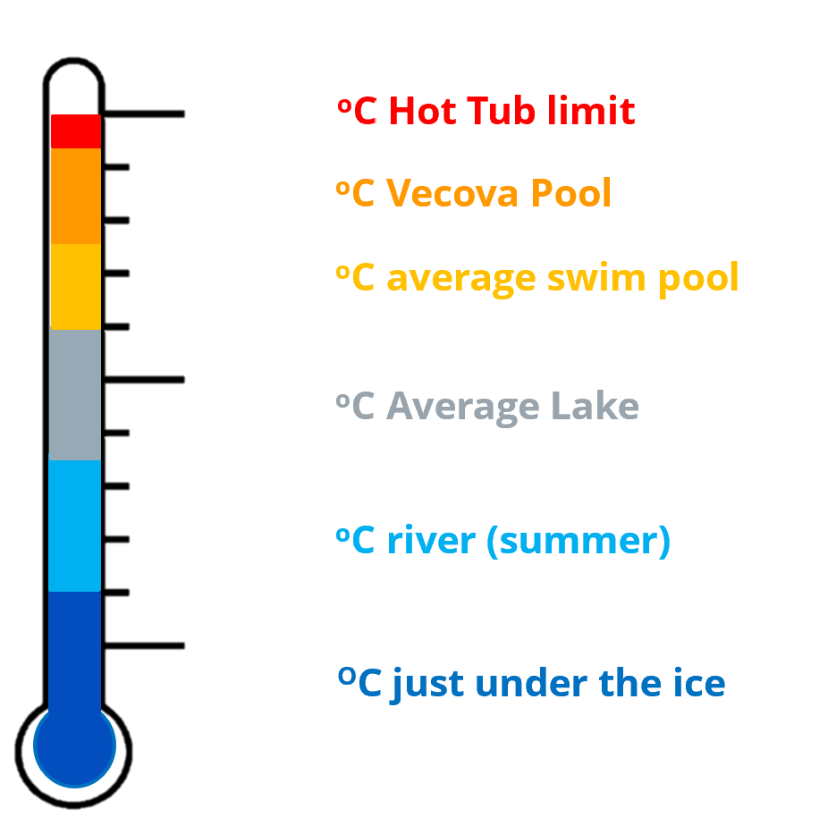 ºC Hot Tub limit
ºC Vecova Pool
ºC average swim pool
ºC Average Lake
ºC river (summer)
ºC just under the ice